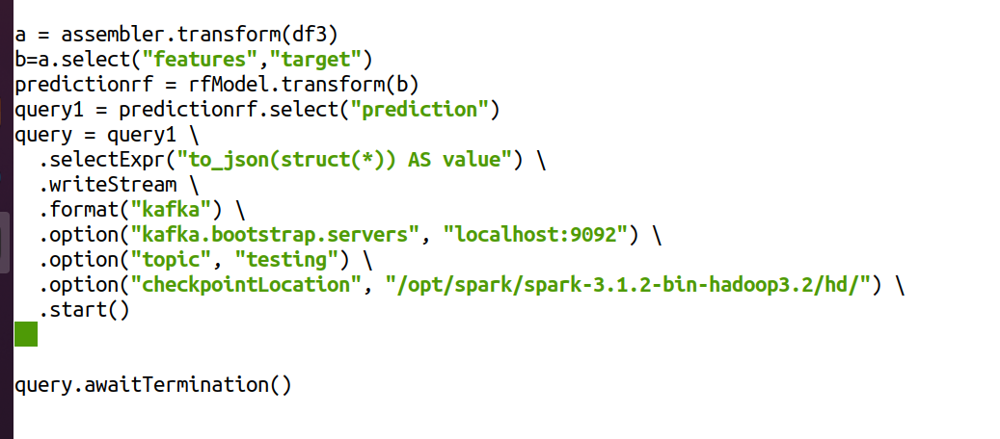 a = assembler.transform(df3)
b=a.select("features","target")
predictionrf = rfModel.transform(b)
query1 = predictionrf.select("prediction")
query = query1 \
  .selectExpr("to_json(struct(*)) AS value") \
  .writeStream \
  .format("kafka") \
  .option("kafka.bootstrap.servers", "localhost:9092") \
  .option("topic", "testing") \
  .option("checkpointLocation", "/opt/spark/spark-3.1.2-bin-hadoop3.2/hd/") \
  .start()
query.awaitTermination()